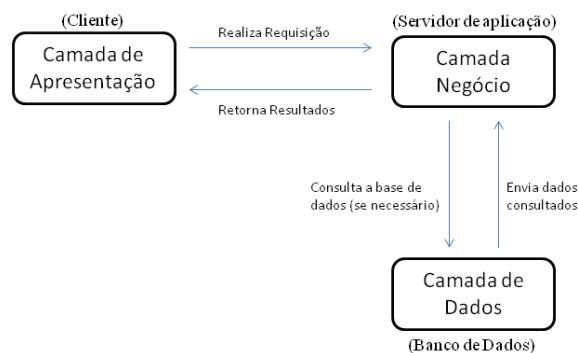 (Cliente)
Camada de
Apresentação
Realiza Requisição
Retorna Resultados
(Servidor de aplicação)
Camada
Negócio
Consulta a base de
dados (se necessário)
Envia dados
consultados
Camada de
Dados
(Banco de Dados)